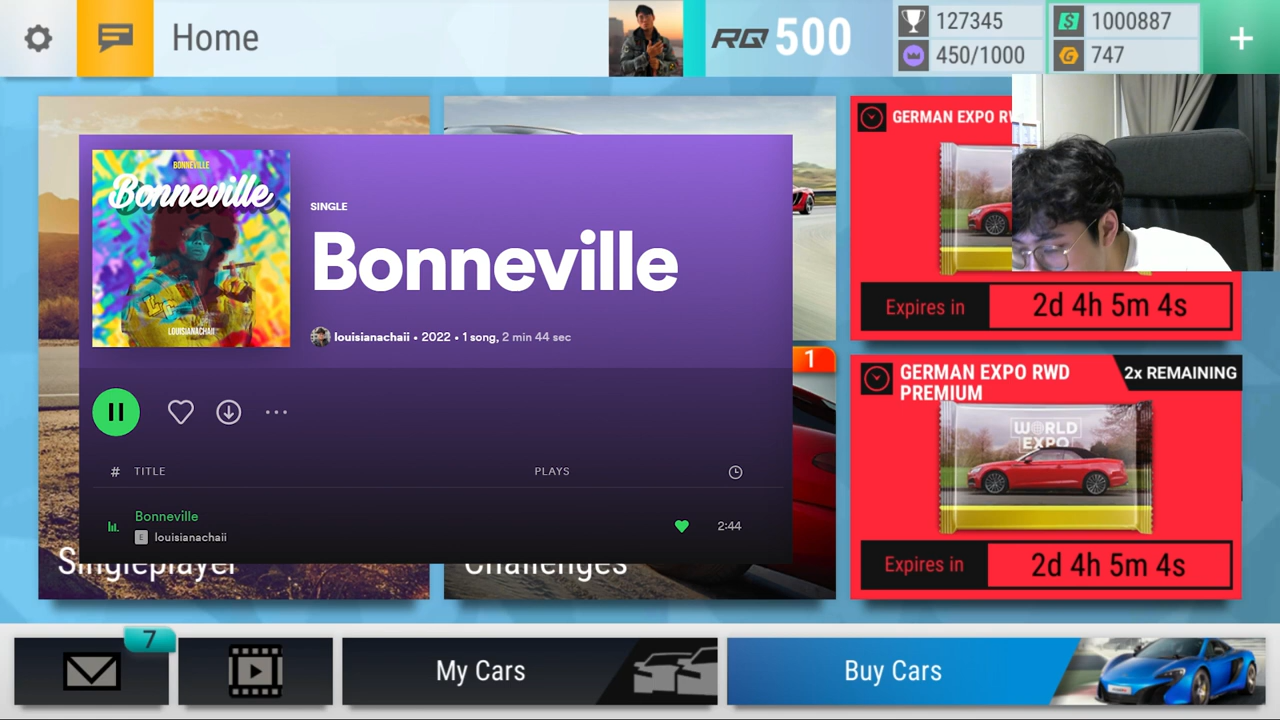 Home
RQ 500
127345
450/1000
1000887
747
+
BONNEVILLE
Bonneville
LOUISIANACHAII
SINGLE
Bonneville
louisianachaii • 2022 • 1 song, 2 min 44 sec
# TITLE PLAYS
Bonneville
E louisianachaii
2:44
Singleplayer
1
Challenges
GERMAN EXPO RW
Expires in 2d 4h 5m 4s
GERMAN EXPO RWD
PREMIUM
2x REMAINING
WORLD
EXPO
Expires in 2d 4h 5m 4s
7
My Cars
Buy Cars